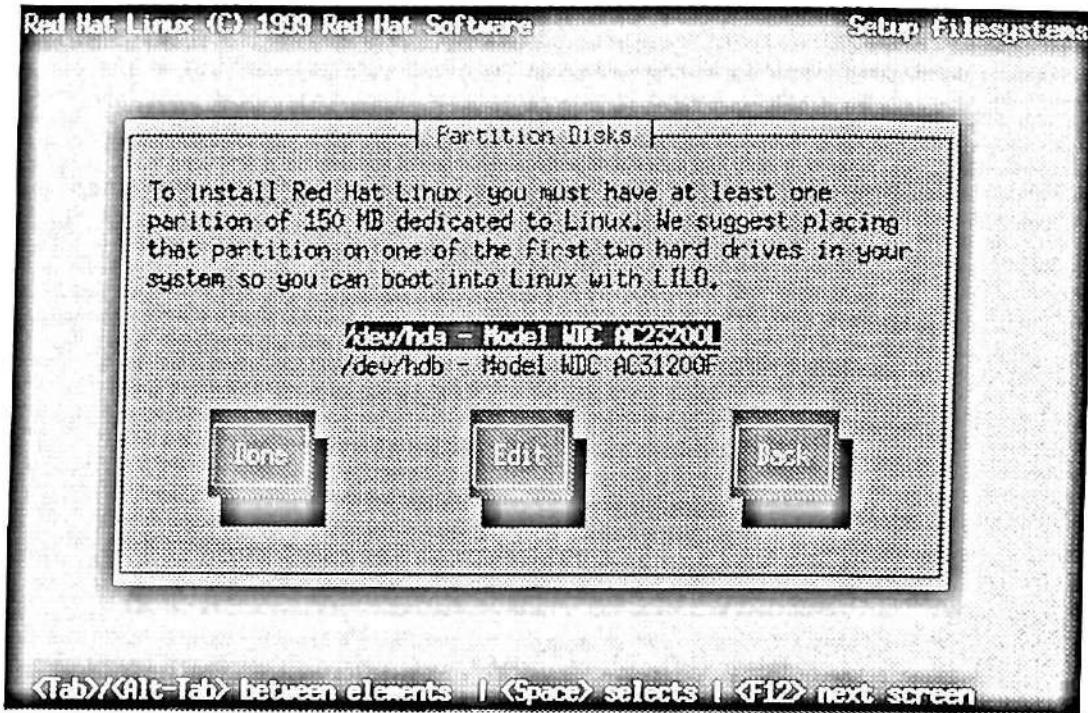 Red Hat Linux (C) 1999 Red Hat Software
Setup filesystems
Partition Disks
To install Red Hat Linux, you must have at least one
parition of 150 MB dedicated to Linux. We suggest placing
that partition on one of the first two hard drives in your
system so you can boot into Linux with LILO.
/dev/hda - Model WDC AC23200L
/dev/hdb - Model WDC AC31200F
Done
Edit
Back
<Tab>/<Alt-Tab> between elements | <Space> selects | <F12> next screen